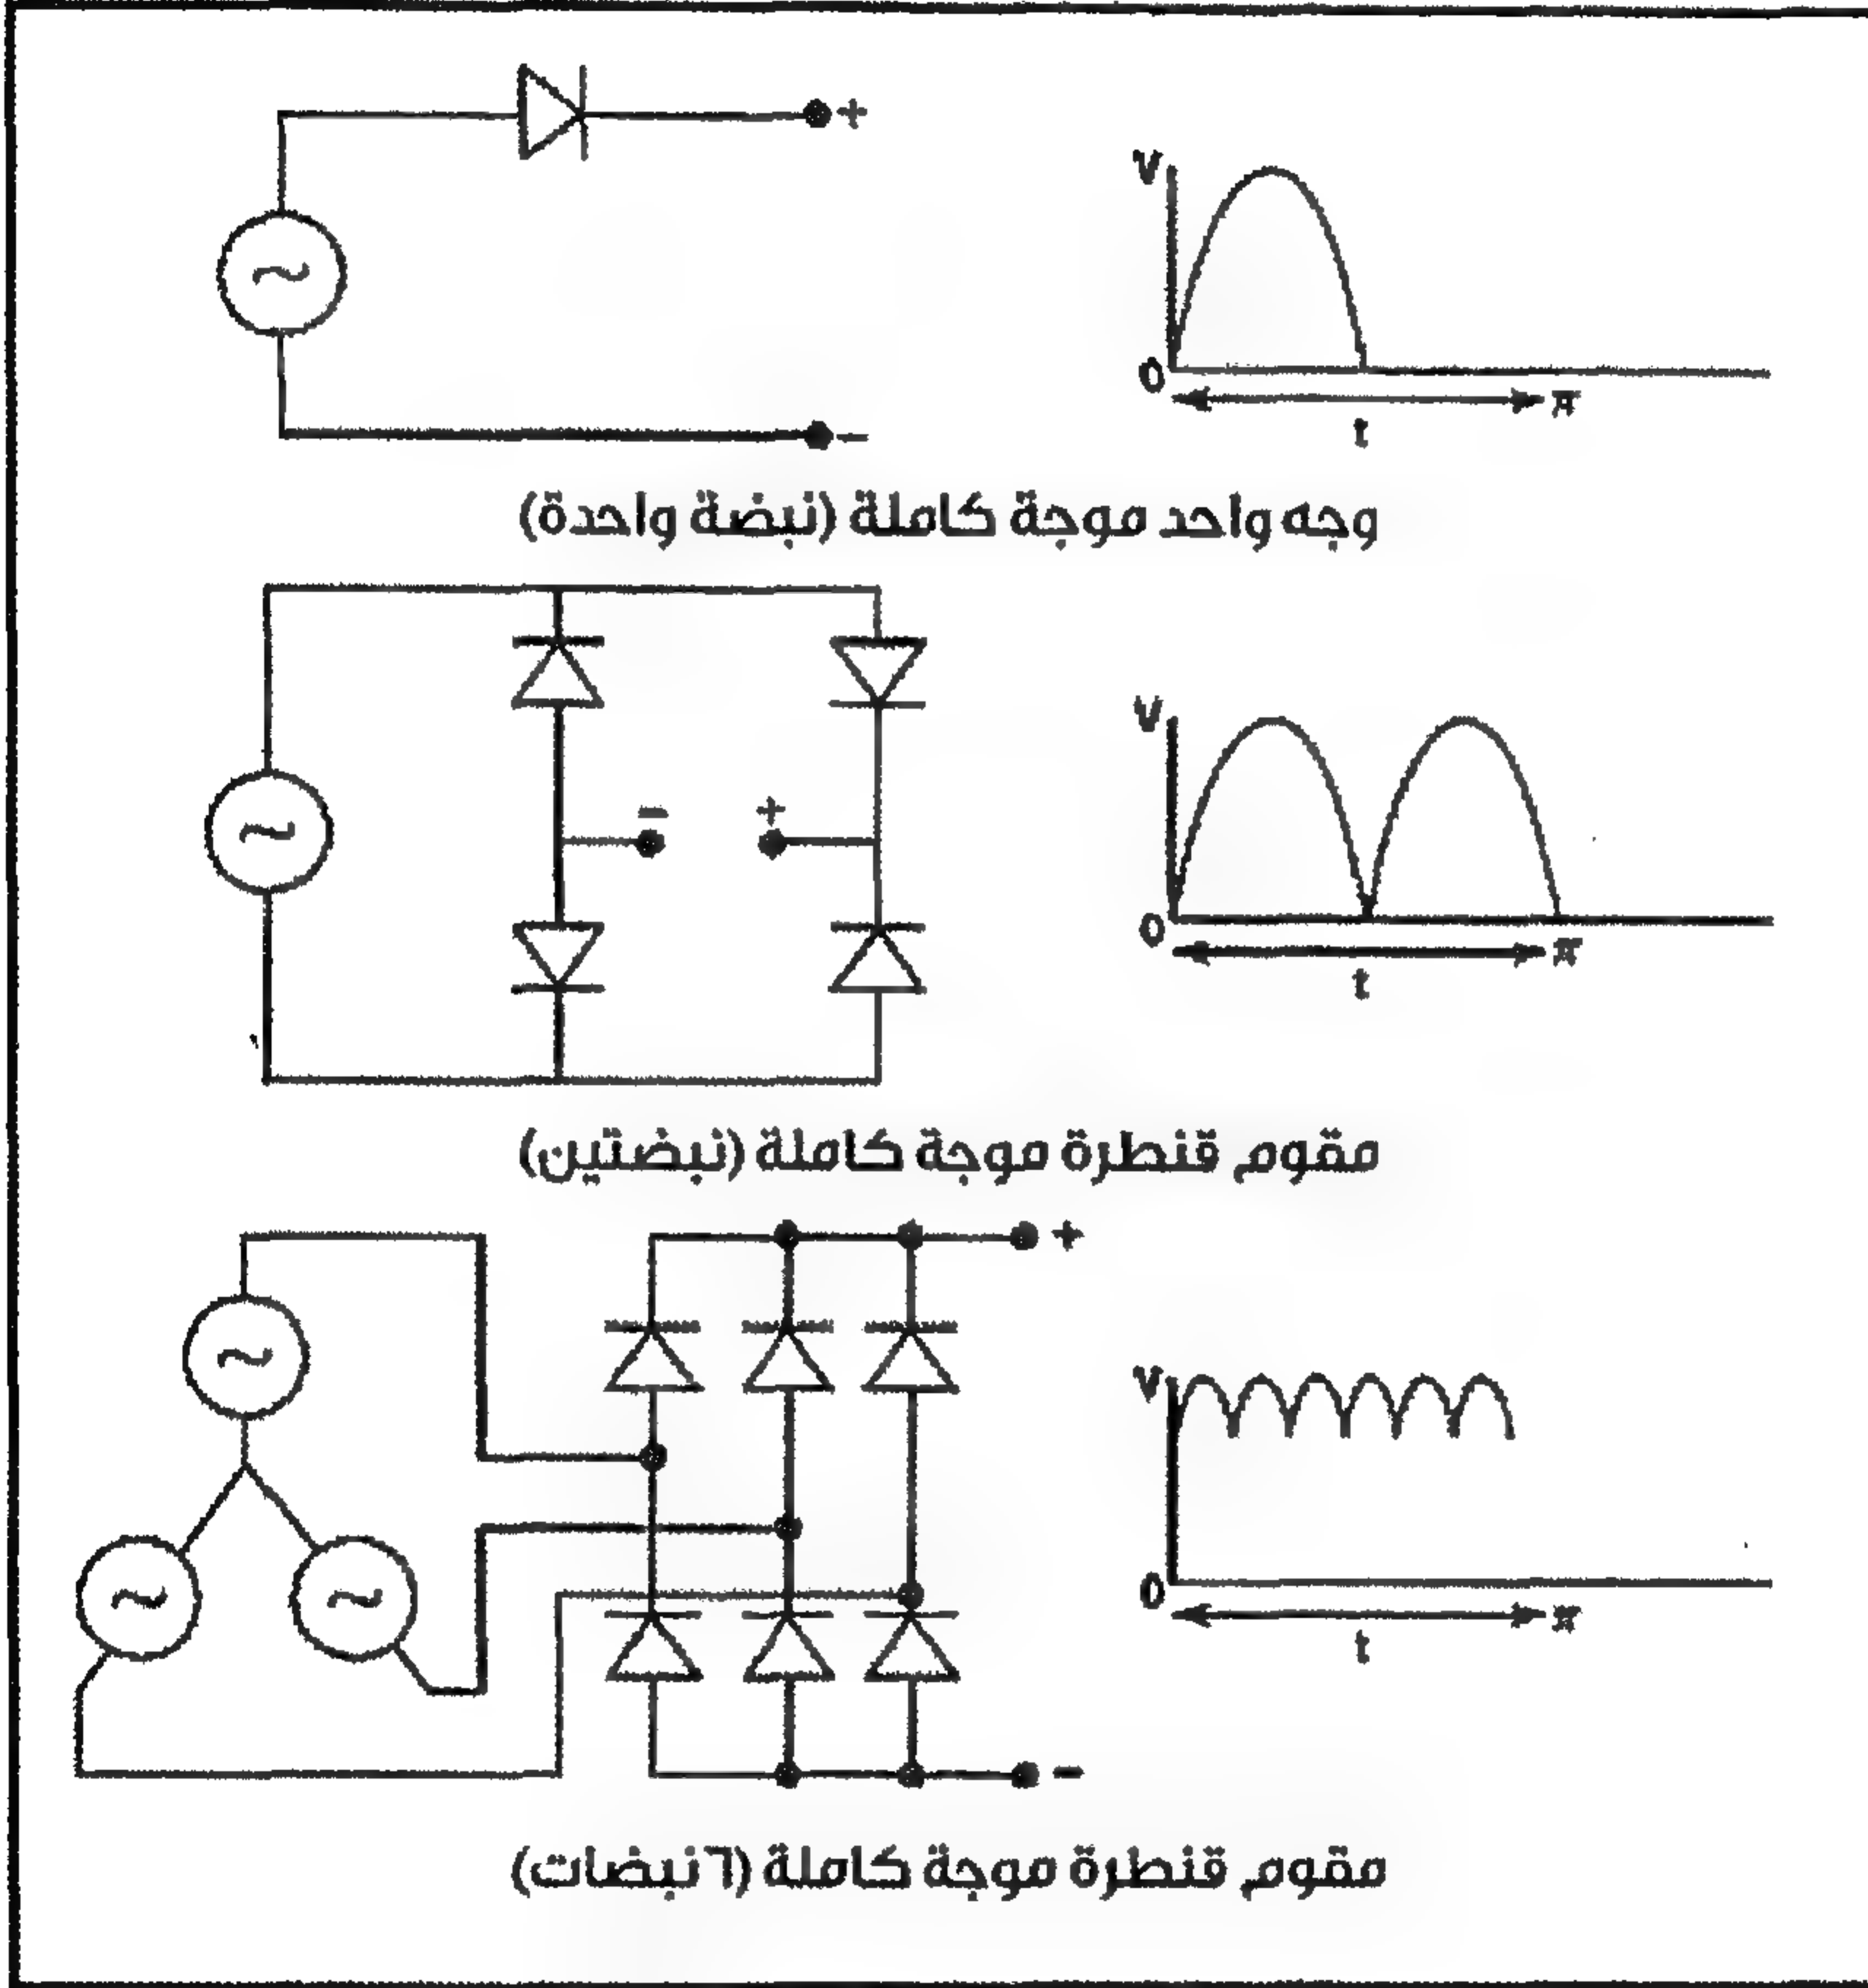 +
V
0
π
t
−
وجه واحد موجة كاملة (نبضة واحدة)
− +
V
0
π
t
مقوم قنطرة موجة كاملة (نبضتين)
+
V
0
π
t
−
مقوم قنطرة موجة كاملة (٦ نبضات)